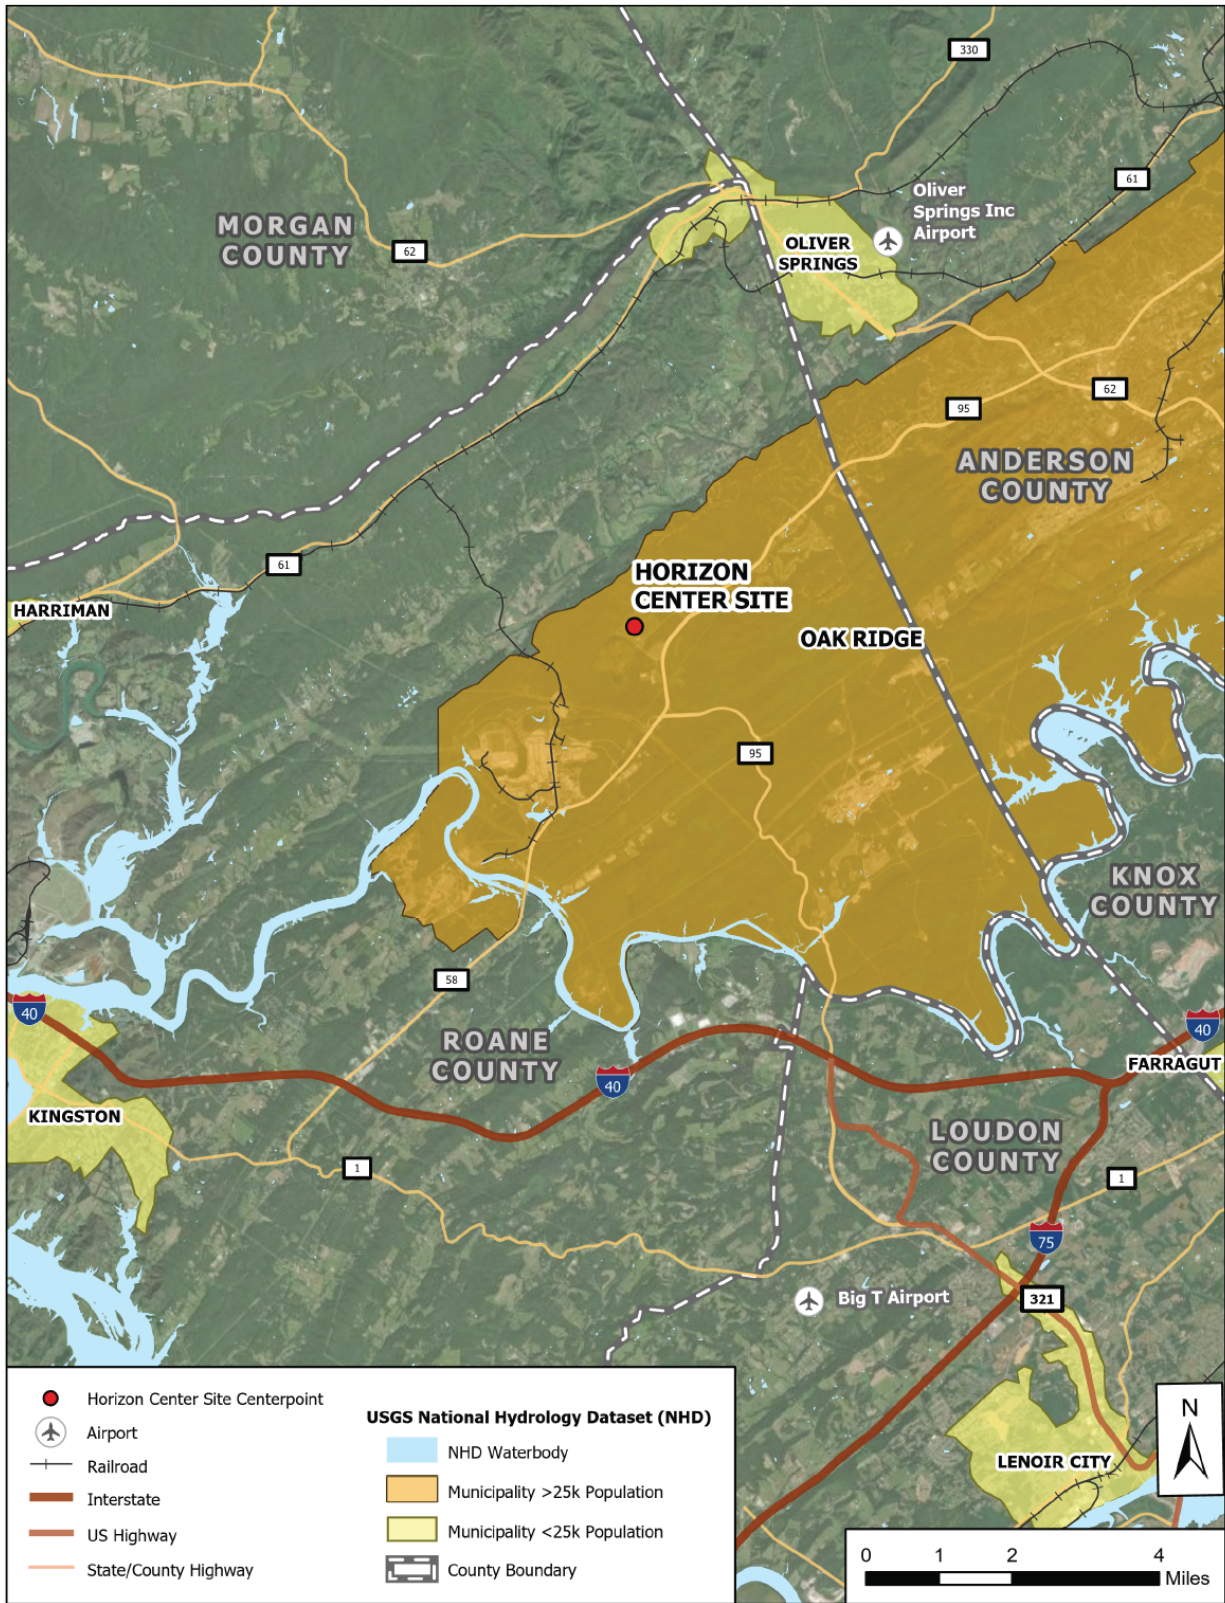 330
61
Oliver
Springs Inc
Airport
MORGAN
COUNTY
62
OLIVER
SPRINGS
62
95
ANDERSON
COUNTY
61
HORIZON
CENTER SITE
HARRIMAN
OAK RIDGE
95
KNOX
COUNTY
58
40
40
ROANE
COUNTY
40
FARRAGUT
KINGSTON
LOUDON
COUNTY
1
1
75
Big T Airport
321
LENOIR CITY
N
Horizon Center Site Centerpoint
Airport
Railroad
Interstate
US Highway
State/County Highway
USGS National Hydrology Dataset (NHD)
NHD Waterbody
Municipality >25k Population
Municipality <25k Population
County Boundary
0 1 2 4
Miles